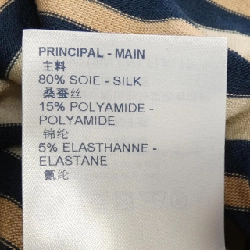 PRINCIPAL - MAIN
主料
80% SOIE - SILK
桑蚕丝
15% POLYAMIDE -
POLYAMIDE
锦纶
5% ELASTHANNE -
ELASTANE
氨纶